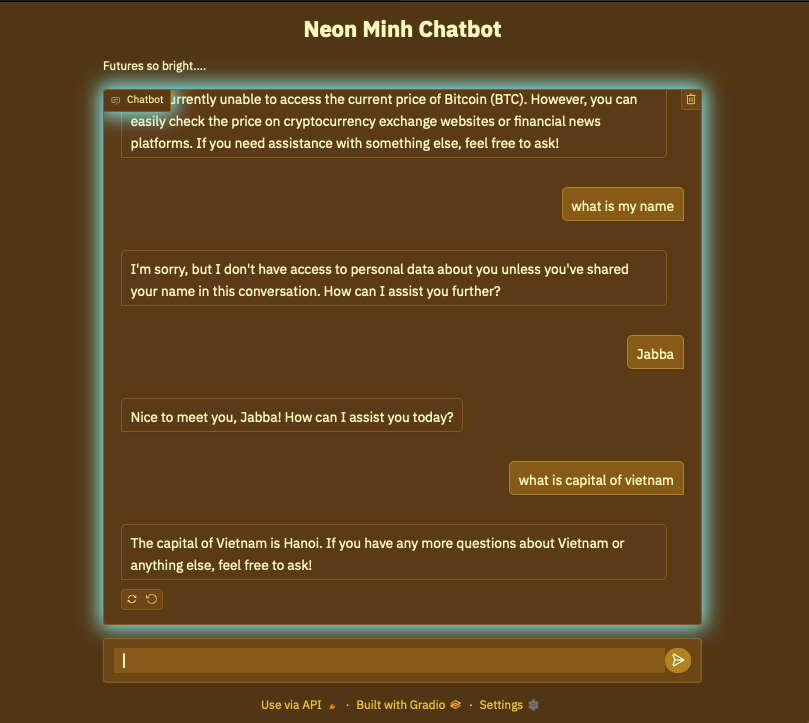 Neon Minh Chatbot
Futures so bright....
Chatbot
currently unable to access the current price of Bitcoin (BTC). However, you can
easily check the price on cryptocurrency exchange websites or financial news
platforms. If you need assistance with something else, feel free to ask!
what is my name
I'm sorry, but I don't have access to personal data about you unless you've shared
your name in this conversation. How can I assist you further?
Jabba
Nice to meet you, Jabba! How can I assist you today?
what is capital of vietnam
The capital of Vietnam is Hanoi. If you have any more questions about Vietnam or
anything else, feel free to ask!
Use via API · Built with Gradio · Settings